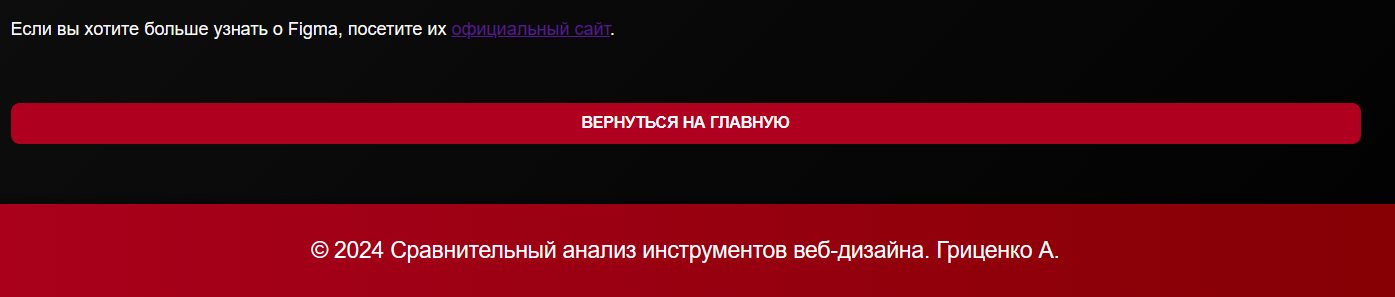 Если вы хотите больше узнать о Figma, посетите их официальный сайт.
ВЕРНУТЬСЯ НА ГЛАВНУЮ
© 2024 Сравнительный анализ инструментов веб-дизайна. Гриценко А.